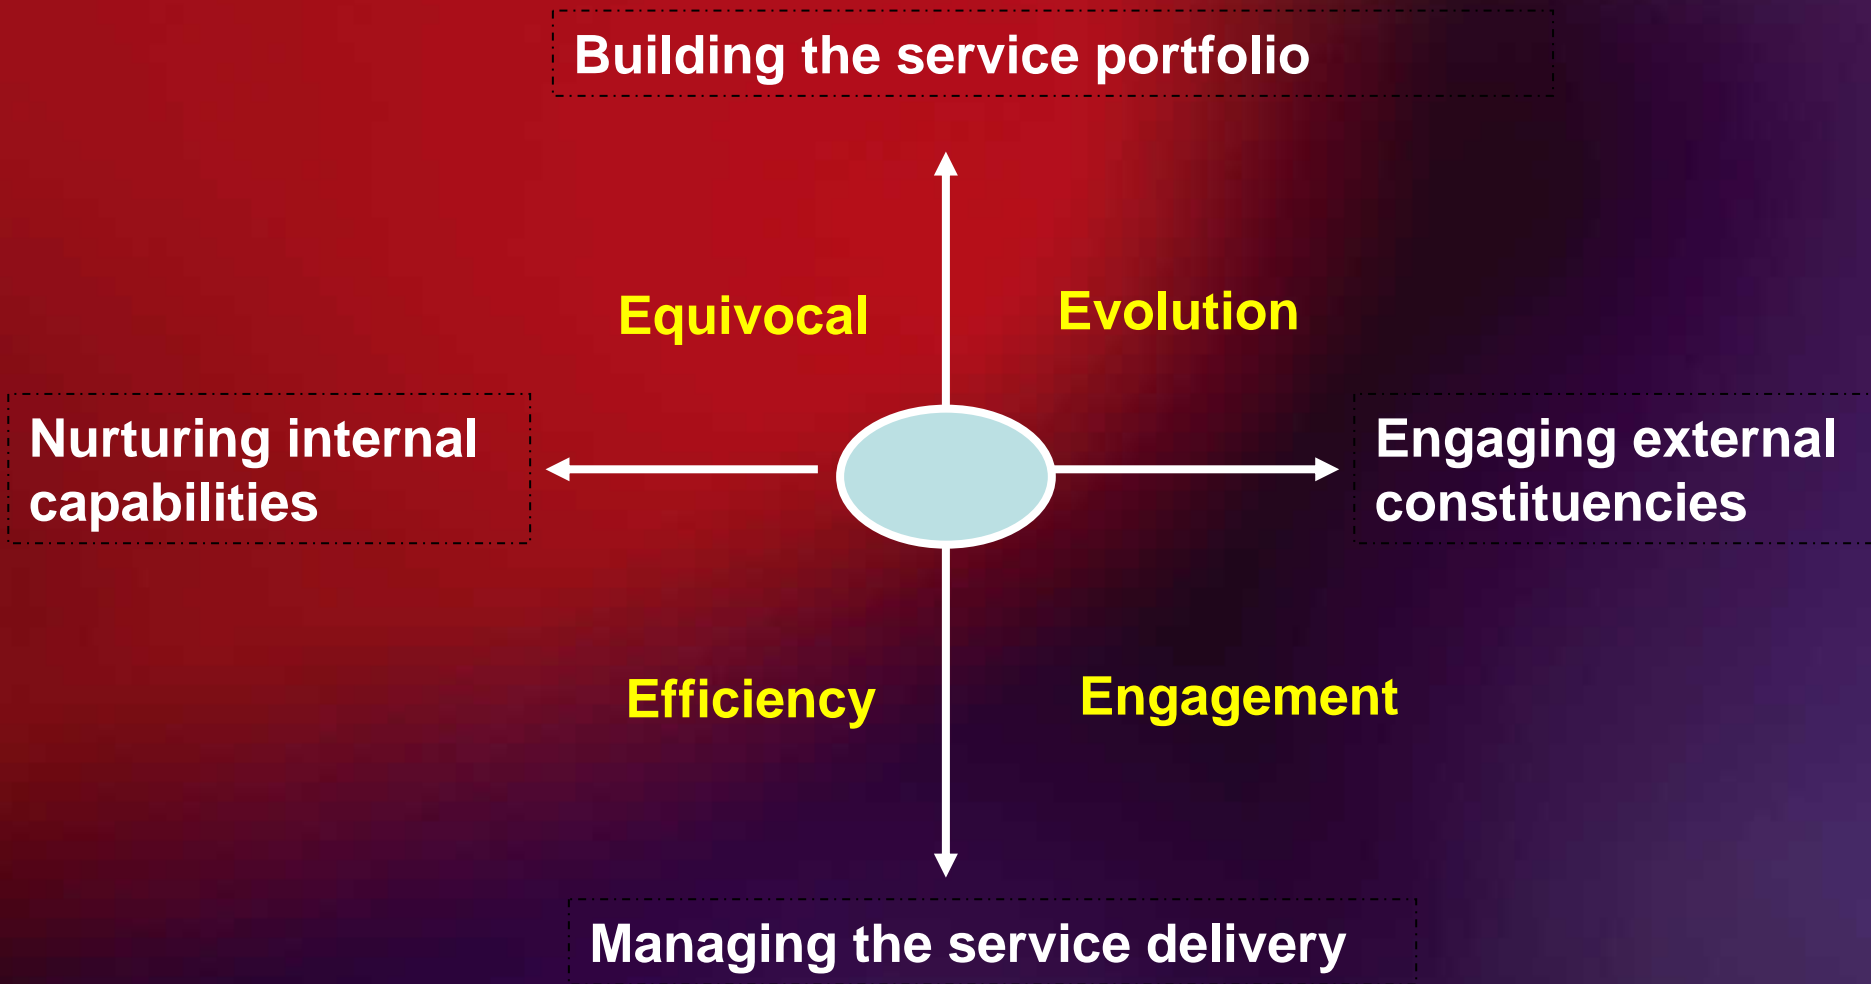 Building the service portfolio
Equivocal
Evolution
Nurturing internal
capabilities
Engaging external
constituencies
Efficiency
Engagement
Managing the service delivery